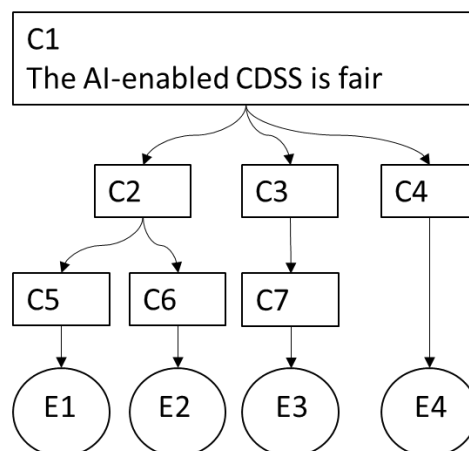 C1
The AI-enabled CDSS is fair
C2
C3
C4
C5
C6
C7
E1
E2
E3
E4